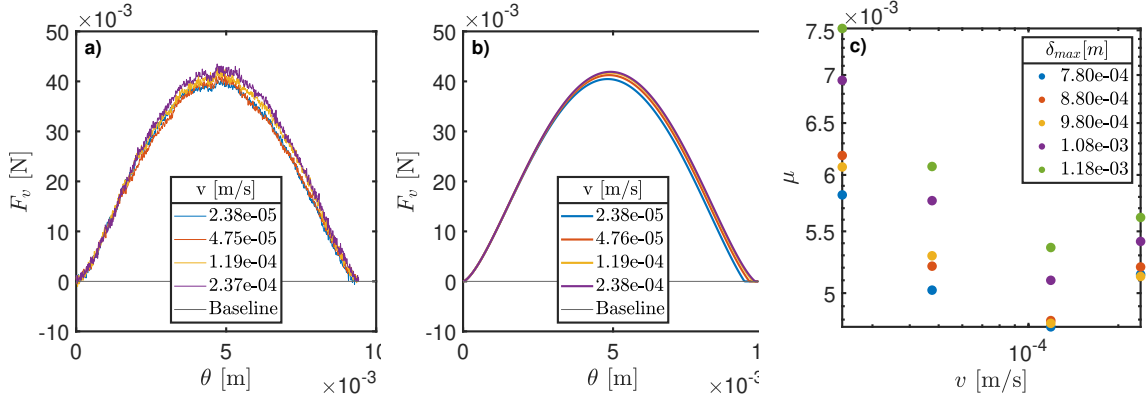 ×10⁻³
a)
50
40
30
20
10
0
-10
F_v [N]
v [m/s]
2.38e-05
4.75e-05
1.19e-04
2.37e-04
Baseline
0
5
10
θ [m]
×10⁻³
×10⁻³
b)
50
40
30
20
10
0
-10
F_v [N]
v [m/s]
2.38e-05
4.76e-05
1.19e-04
2.38e-04
Baseline
0
5
θ [m]
×10⁻³
×10⁻³
c)
7.5
7
6.5
6
5.5
5
μ
δ_max[m]
7.80e-04
8.80e-04
9.80e-04
1.08e-03
1.18e-03
10⁻⁴
v [m/s]